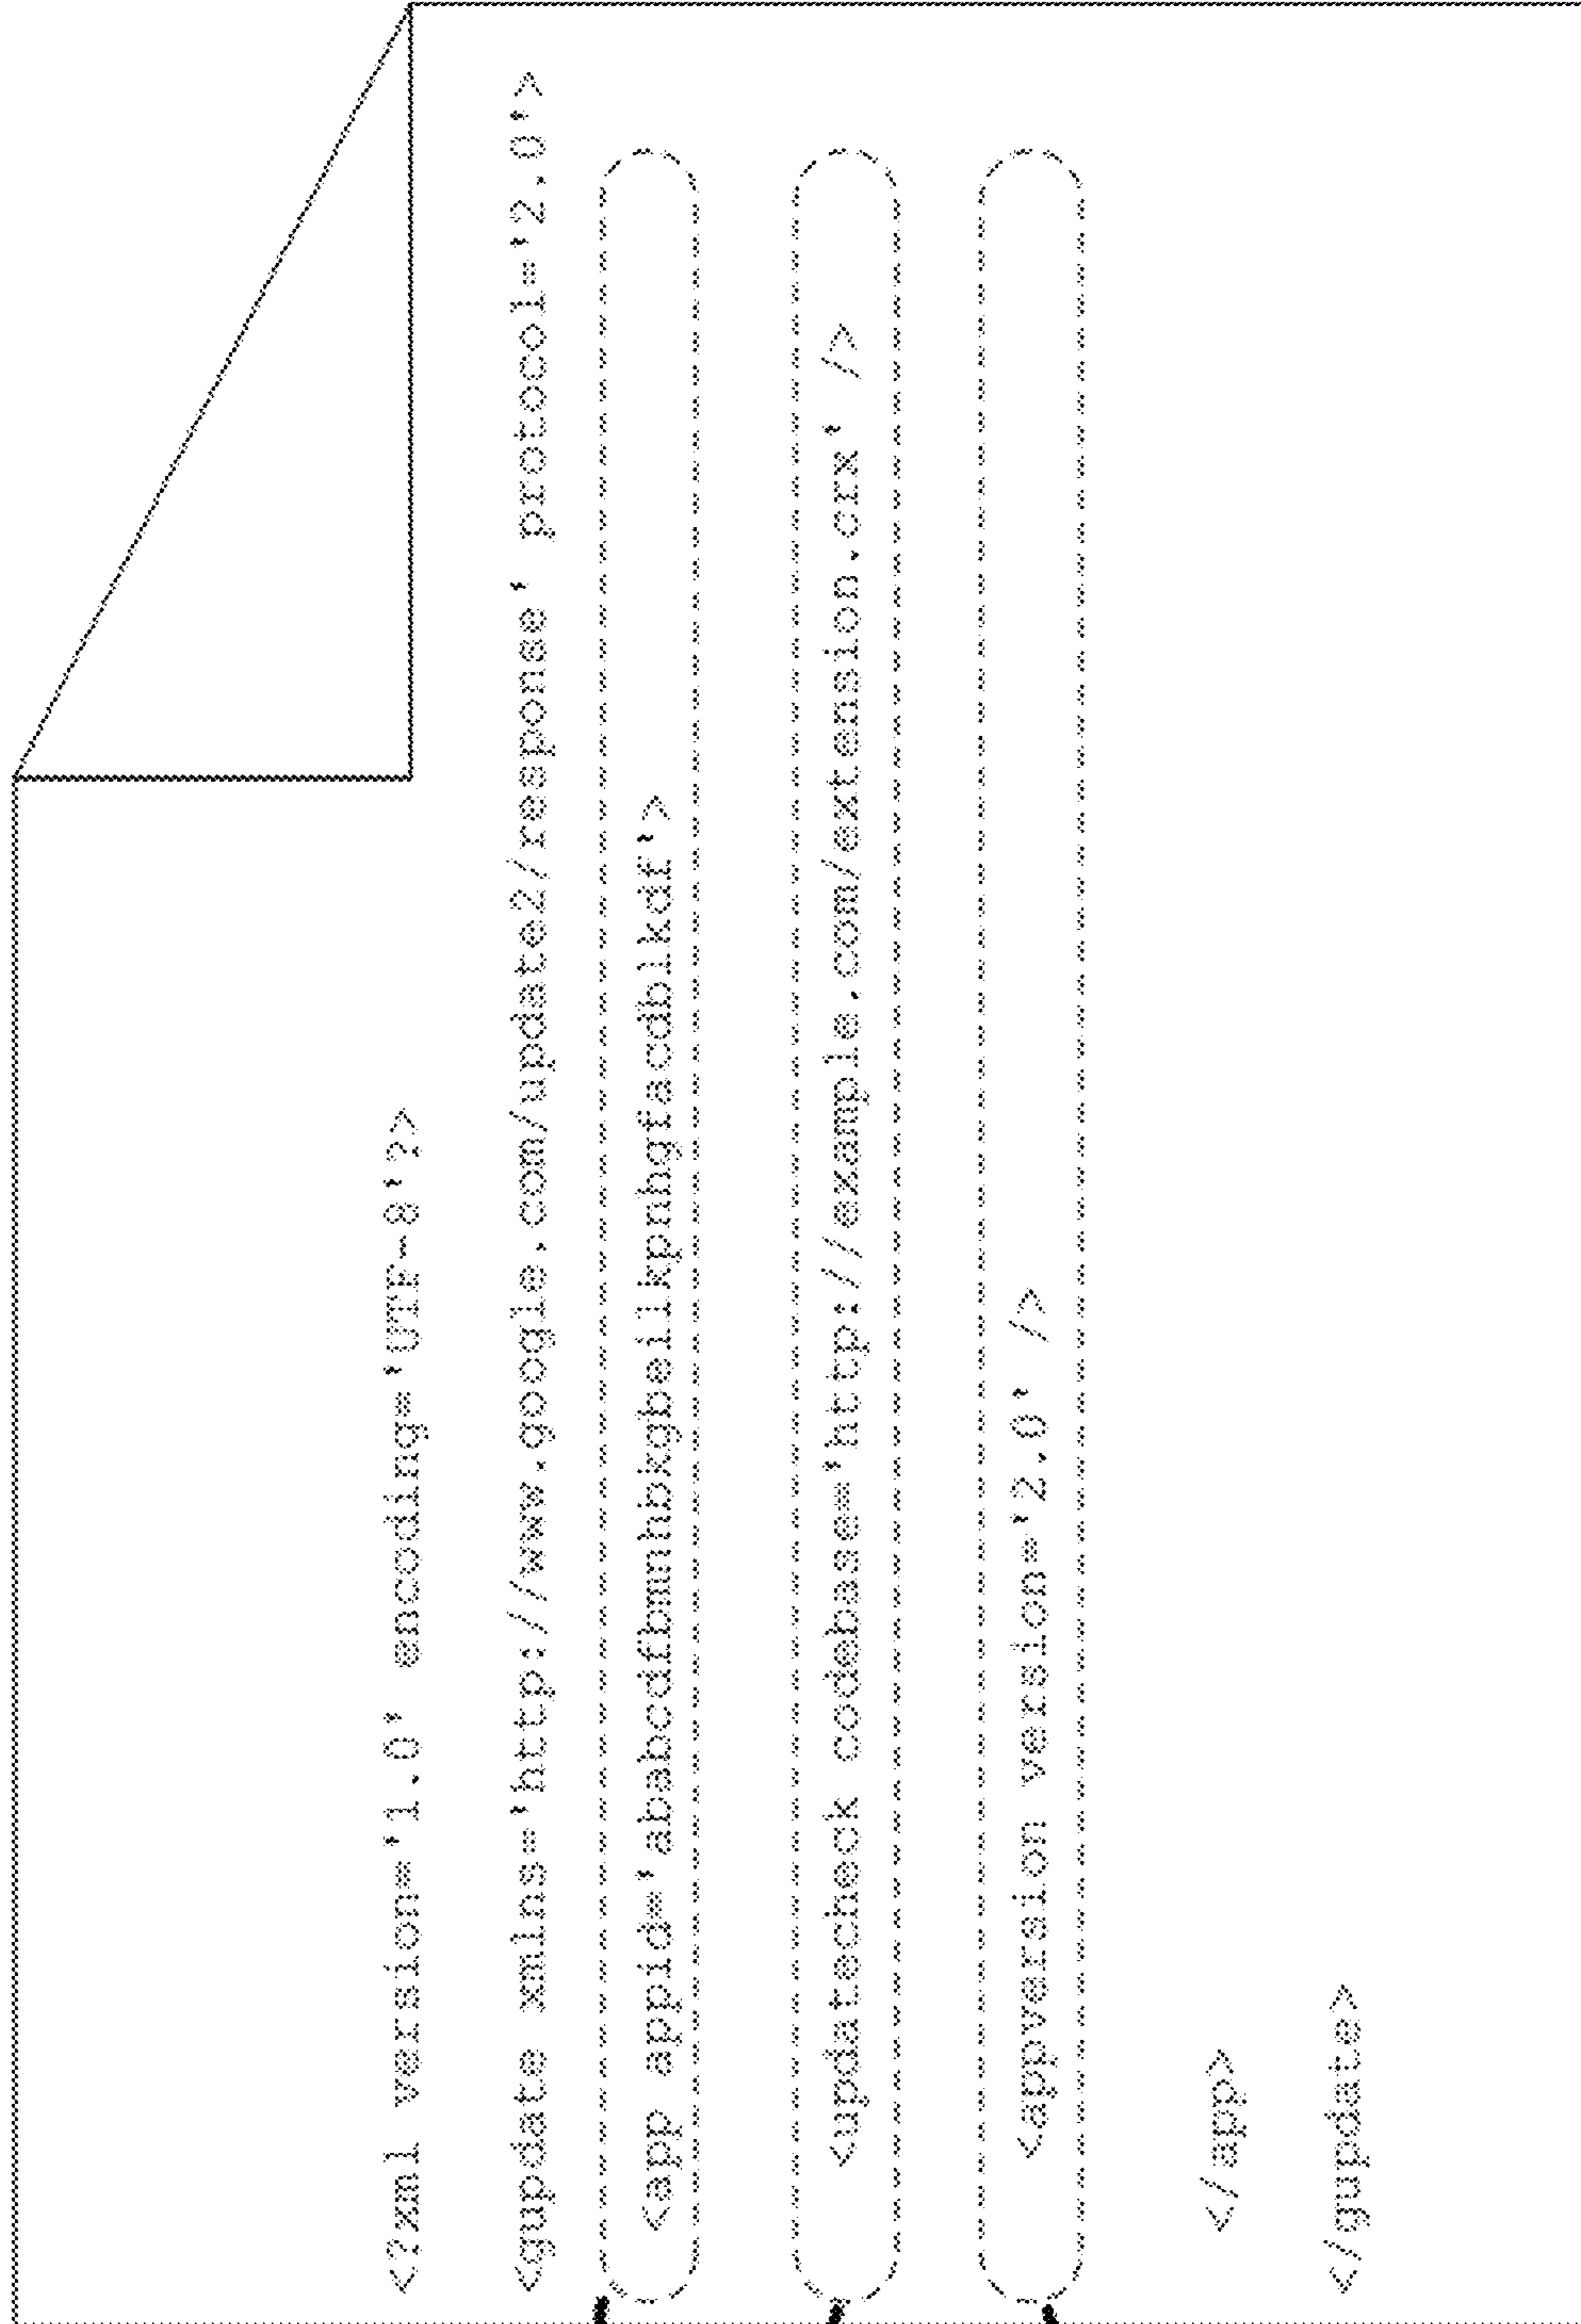 <?xml version='1.0' encoding='UTF-8'?>
<gupdate xmlns='http://www.google.com/update2/response' protocol='2.0'>
<app appid='ababcdfbmnhbkgbeilkpnhgfacdblkdf'>
<updatecheck codebase='http://example.com/extension.crx' />
<appversion version='2.0' />
</app>
</gupdate>